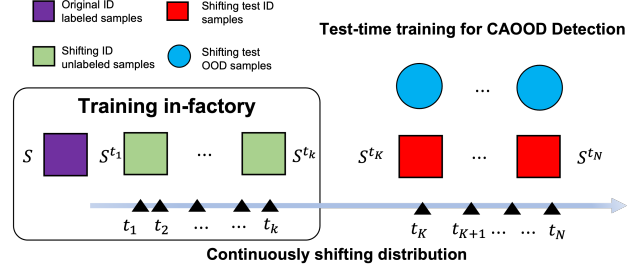 Original ID
labeled samples
Shifting test ID
samples
Shifting ID
unlabeled samples
Shifting test
OOD samples
Test-time training for CAOOD Detection
Training in-factory
S S^{t_1} ... S^{t_k} S^{t_K} ... S^{t_N}
...
t_1 t_2 ... ... t_k t_K t_{K+1} ... ... t_N
Continuously shifting distribution